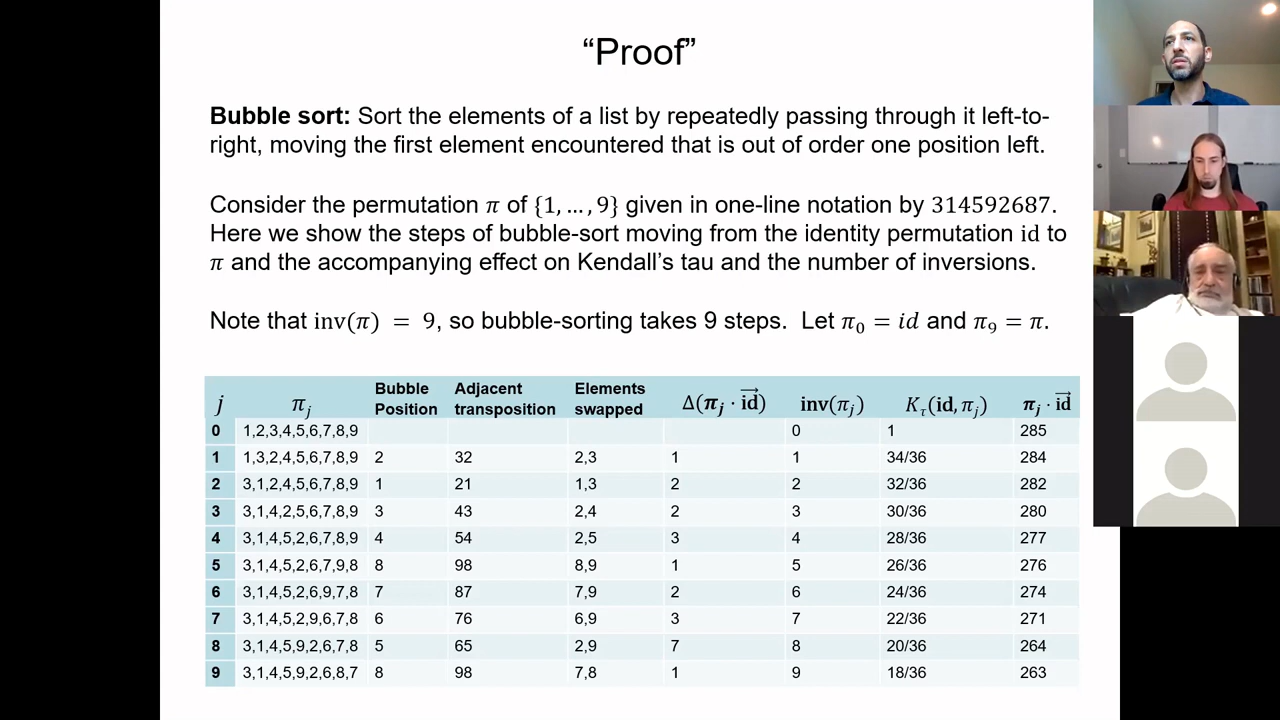 “Proof”
Bubble sort: Sort the elements of a list by repeatedly passing through it left-to-
right, moving the first element encountered that is out of order one position left.
Consider the permutation π of {1, … , 9} given in one-line notation by 314592687.
Here we show the steps of bubble-sort moving from the identity permutation id to
π and the accompanying effect on Kendall’s tau and the number of inversions.
Note that inv(π) = 9, so bubble-sorting takes 9 steps. Let π₀ = id and π₉ = π.
j πⱼ Bubble Position Adjacent transposition Elements swapped Δ(πⱼ · id⃗) inv(πⱼ) Kτ(id, πⱼ) πⱼ · id⃗
0 1,2,3,4,5,6,7,8,9 0 1 285
1 1,3,2,4,5,6,7,8,9 2 32 2,3 1 1 34/36 284
2 3,1,2,4,5,6,7,8,9 1 21 1,3 2 2 32/36 282
3 3,1,4,2,5,6,7,8,9 3 43 2,4 2 3 30/36 280
4 3,1,4,5,2,6,7,8,9 4 54 2,5 3 4 28/36 277
5 3,1,4,5,2,6,7,9,8 8 98 8,9 1 5 26/36 276
6 3,1,4,5,2,6,9,7,8 7 87 7,9 2 6 24/36 274
7 3,1,4,5,2,9,6,7,8 6 76 6,9 3 7 22/36 271
8 3,1,4,5,9,2,6,7,8 5 65 2,9 7 8 20/36 264
9 3,1,4,5,9,2,6,8,7 8 98 7,8 1 9 18/36 263